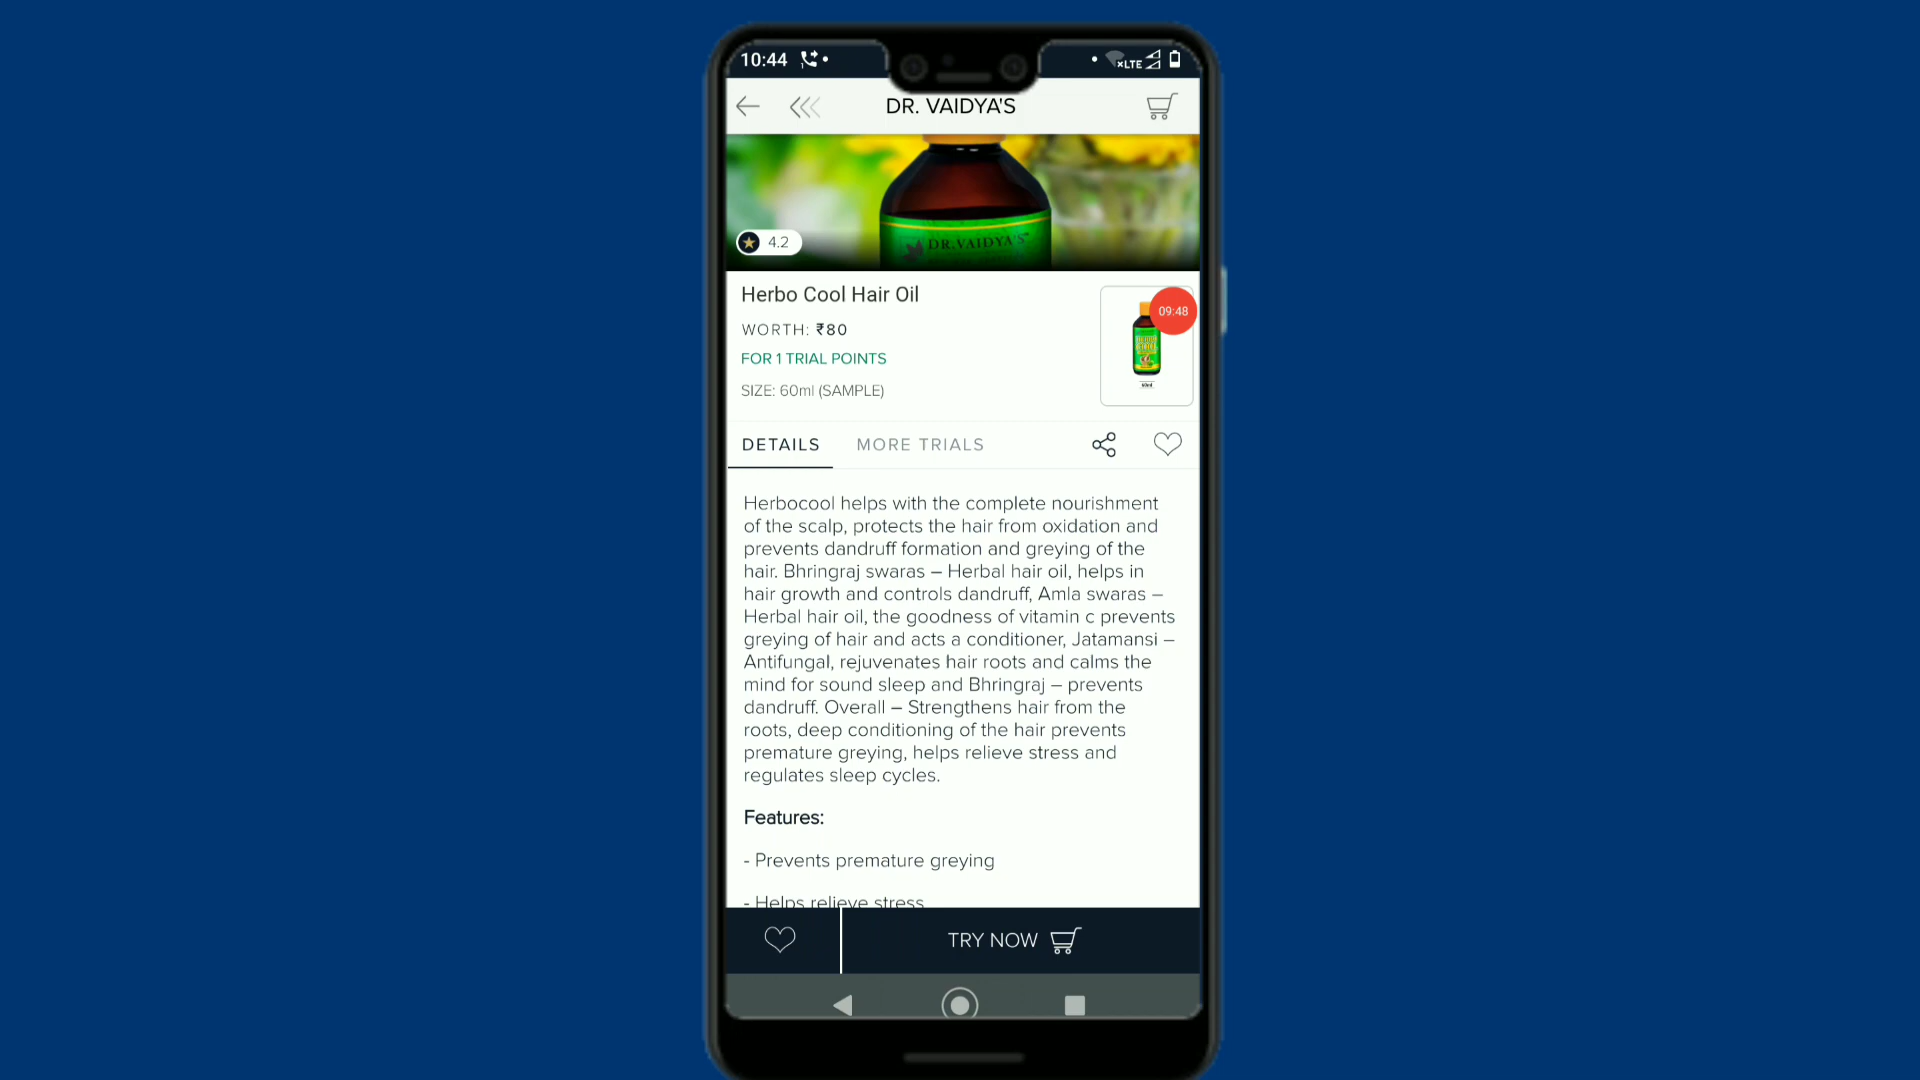 10:44
LTE
DR. VAIDYA'S
DR.VAIDYA'S
4.2
Herbo Cool Hair Oil
09:48
WORTH: ₹80
FOR 1 TRIAL POINTS
SIZE: 60ml (SAMPLE)
60ml
DETAILS MORE TRIALS
Herbocool helps with the complete nourishment
of the scalp, protects the hair from oxidation and
prevents dandruff formation and greying of the
hair. Bhringraj swaras – Herbal hair oil, helps in
hair growth and controls dandruff, Amla swaras –
Herbal hair oil, the goodness of vitamin c prevents
greying of hair and acts a conditioner, Jatamansi –
Antifungal, rejuvenates hair roots and calms the
mind for sound sleep and Bhringraj – prevents
dandruff. Overall – Strengthens hair from the
roots, deep conditioning of the hair prevents
premature greying, helps relieve stress and
regulates sleep cycles.
Features:
- Prevents premature greying
- Helps relieve stress
TRY NOW